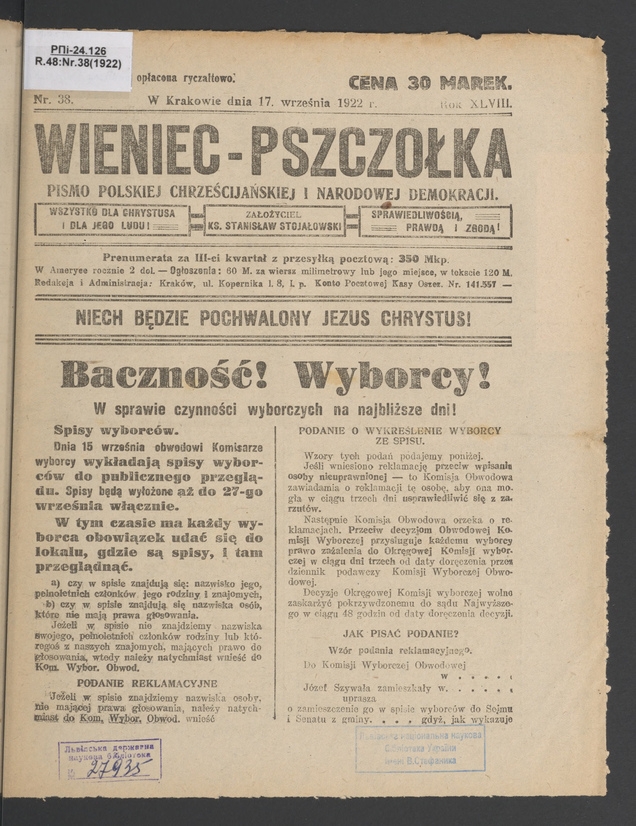 РПі-24.126
R.48:Nr.38(1922)
opłacona ryczałtowo.
CENA 30 MAREK.
Nr. 38.
W Krakowie dnia 17. września 1922 r.
Rok XLVIII.
WIENIEC-PSZCZOŁKA
PISMO POLSKIEJ CHRZEŚCIJAŃSKIEJ I NARODOWEJ DEMOKRACJI.
WSZYSTKO DLA CHRYSTUSA
I DLA JEGO LUDU!
ZAŁOŻYCIEL
KS. STANISŁAW STOJAŁOWSKI
SPRAWIEDLIWOŚCIĄ,
PRAWDĄ I ZGODĄ!
Prenumerata za III-ci kwartał z przesyłką pocztową: 350 Mkp.
W Ameryce rocznie 2 dol. — Ogłoszenia: 60 M. za wiersz milimetrowy lub jego miejsce, w tekscie 120 M.
Redakcja i Administracja: Kraków, ul. Kopernika l. 8, I. p. Konto Pocztowej Kasy Oszcz. Nr. 141.557 —
NIECH BĘDZIE POCHWALONY JEZUS CHRYSTUS!
Baczność! Wyborcy!
W sprawie czynności wyborczych na najbliższe dni!
Spisy wyborców.
Dnia 15 września obwodowi Komisarze
wyborcy wykładają spisy wybor-
ców do publicznego przeglą-
du. Spisy będą wyłożone aż do 27-go
września włącznie.
W tym czasie ma każdy wy-
borca obowiązek udać się do
lokalu, gdzie są spisy, i tam
przeglądnąć.
a) czy w spisie znajdują się: nazwisko jego,
pełnoletnich członków jego rodziny i znajomych,
b) czy w spisie znajdują się nazwiska osób,
które nie mają prawa głosowania.
Jeżeli w spisie nie znajdziemy nazwiska
swojego, pełnoletnich członków rodziny lub któ-
regoś z naszych znajomych, mających prawo do
głosowania, wtedy należy natychmiast wnieść do
Kom. Wybor. Obwod.
PODANIE REKLAMACYJNE
Jeżeli w spisie znajdziemy nazwiska osoby,
nie mającej prawa głosowania, należy natych-
miast do Kom. Wybor. Obwod. wnieść
PODANIE O WYKREŚLENIE WYBORCY
ZE SPISU.
Wzory tych podań podajemy poniżej.
Jeśli wniesiono reklamację przeciw wpisanie
osoby nieuprawnionej — to Komisja Obwodowa
zawiadamia o reklamacji tę osobę, aby ona mo-
gła w ciągu trzech dni usprawiedliwić się z za-
rzutów.
Następnie Komisja Obwodowa orzeka o re-
klamacjach. Przeciw decyzjom Obwodowej Ko-
misji Wyborczej przysługuje każdemu wyborcy
prawo zażalenia do Okręgowej Komisji wybor-
czej w ciągu dni trzech od daty doręczenia przez
dziennik podawczy Komisji Wyborczej Obwo-
dowej.
Decyzje Okręgowej Komisji wyborczej wolno
zaskarżyć pokrzywdzonemu do sądu Najwyższe-
go w ciągu 48 godzin od daty doręczenia decyzji.
JAK PISAĆ PODANIE?
Wzór podania reklamacyjnego.
Do Komisji Wyborczej Obwodowej
w . . . . .
Józef Szywała zamieszkały w. . . . .
uprasza
o zamieszczenie go w spisie wyborców do Sejmu
i Senatu z gminy. . . . gdyż, jak wykazuje
Львівська державна
наукова бібліотека
27935
Львівська національна наукова
бібліотека України
імені В.Стефаника